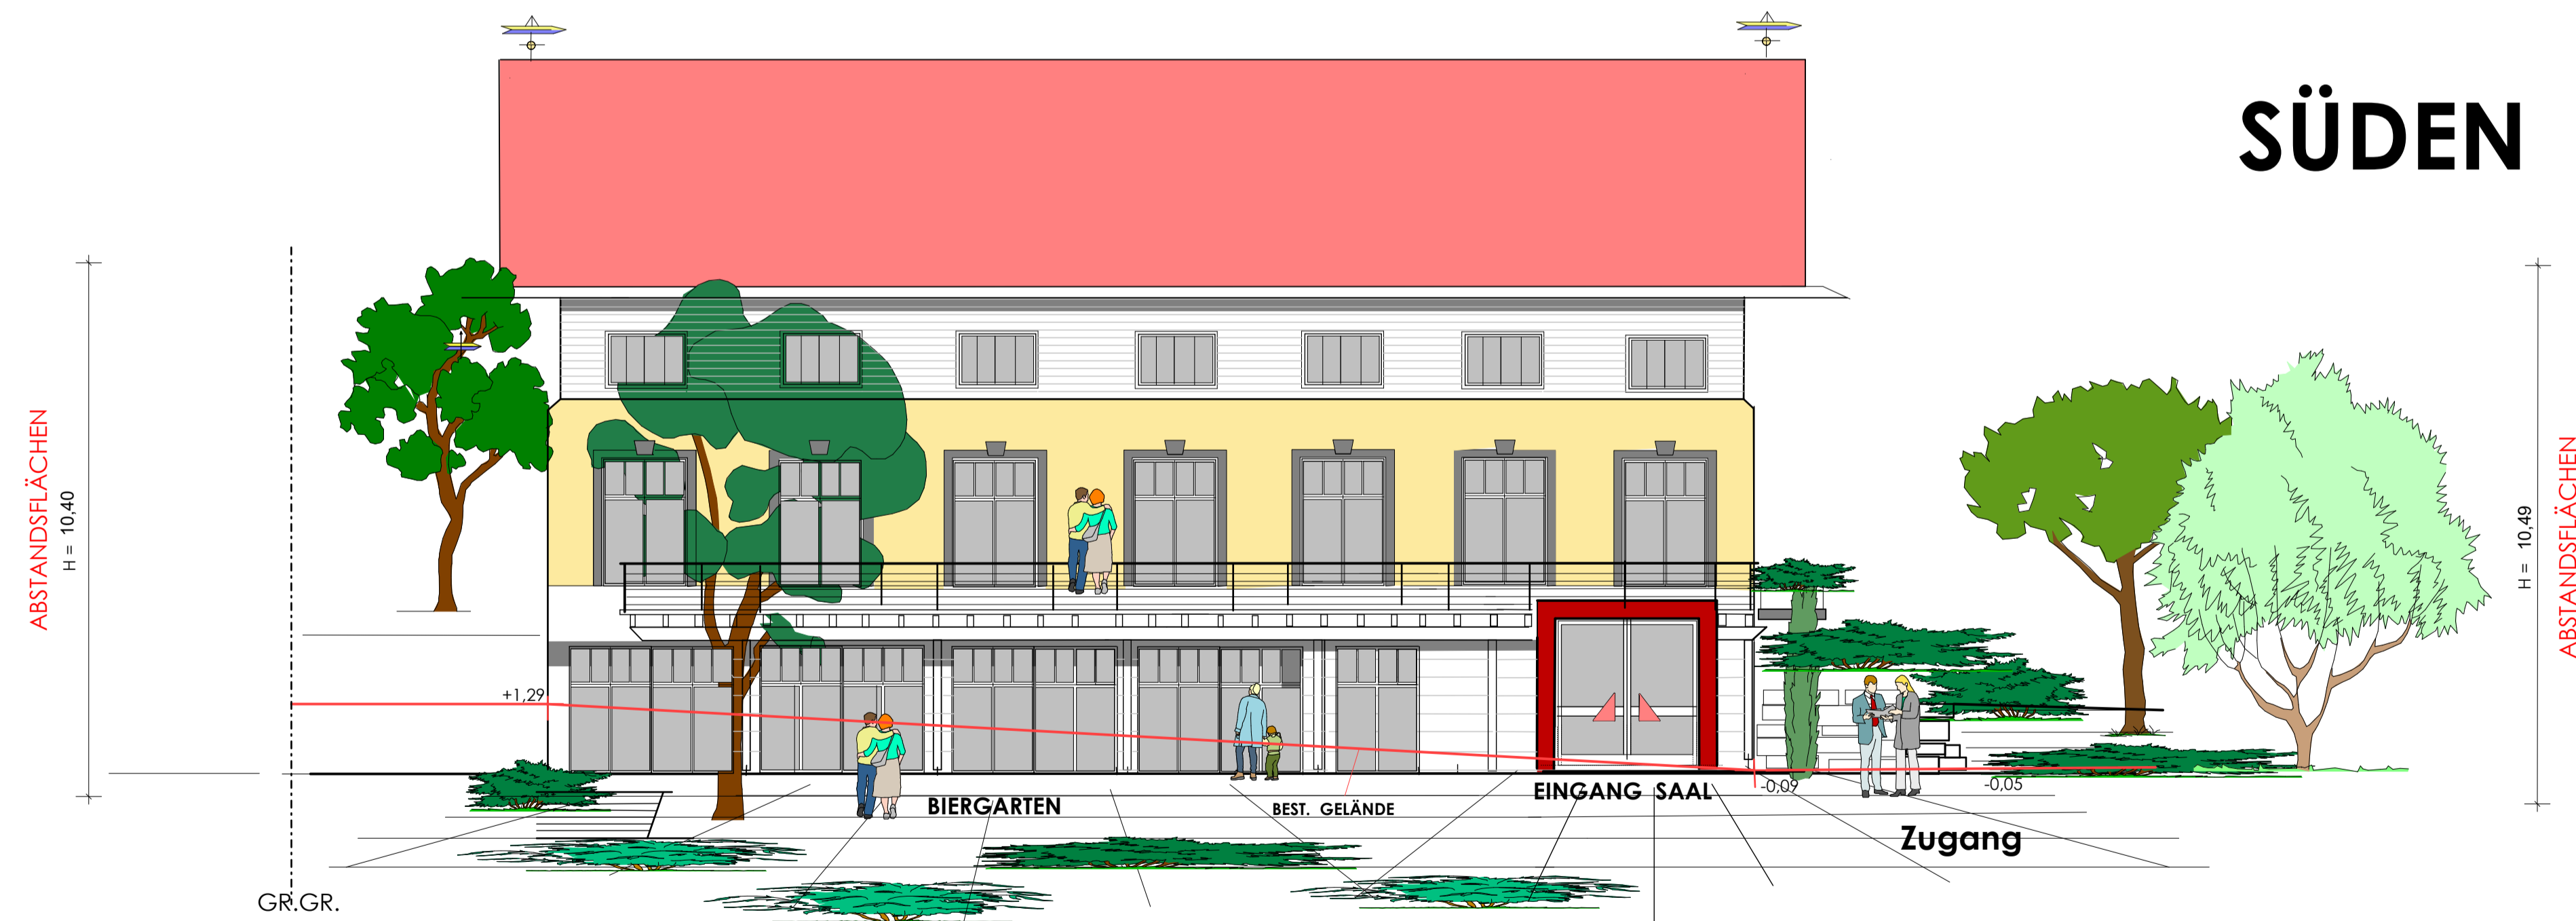 SÜDEN
ABSTANDSFLÄCHEN
H = 10,40
ABSTANDSFLÄCHEN
H = 10,49
+1,29
-0,09
-0,05
BIERGARTEN
BEST. GELÄNDE
EINGANG SAAL
Zugang
GR.GR.